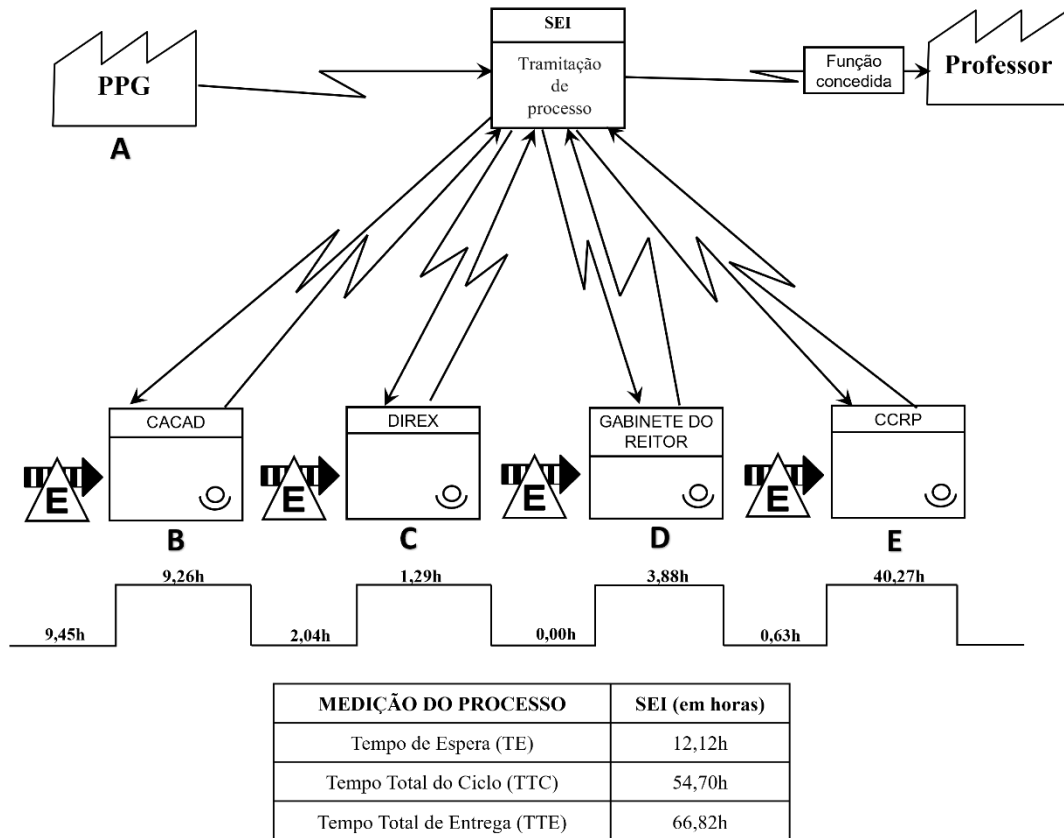 SEI
PPG
Tramitação
de
processo
Função
concedida
Professor
A
CACAD
DIREX
GABINETE DO
REITOR
CCRP
E
E
E
E
B
C
D
E
9,26h
1,29h
3,88h
40,27h
9,45h
2,04h
0,00h
0,63h
MEDIÇÃO DO PROCESSO SEI (em horas)
Tempo de Espera (TE) 12,12h
Tempo Total do Ciclo (TTC) 54,70h
Tempo Total de Entrega (TTE) 66,82h